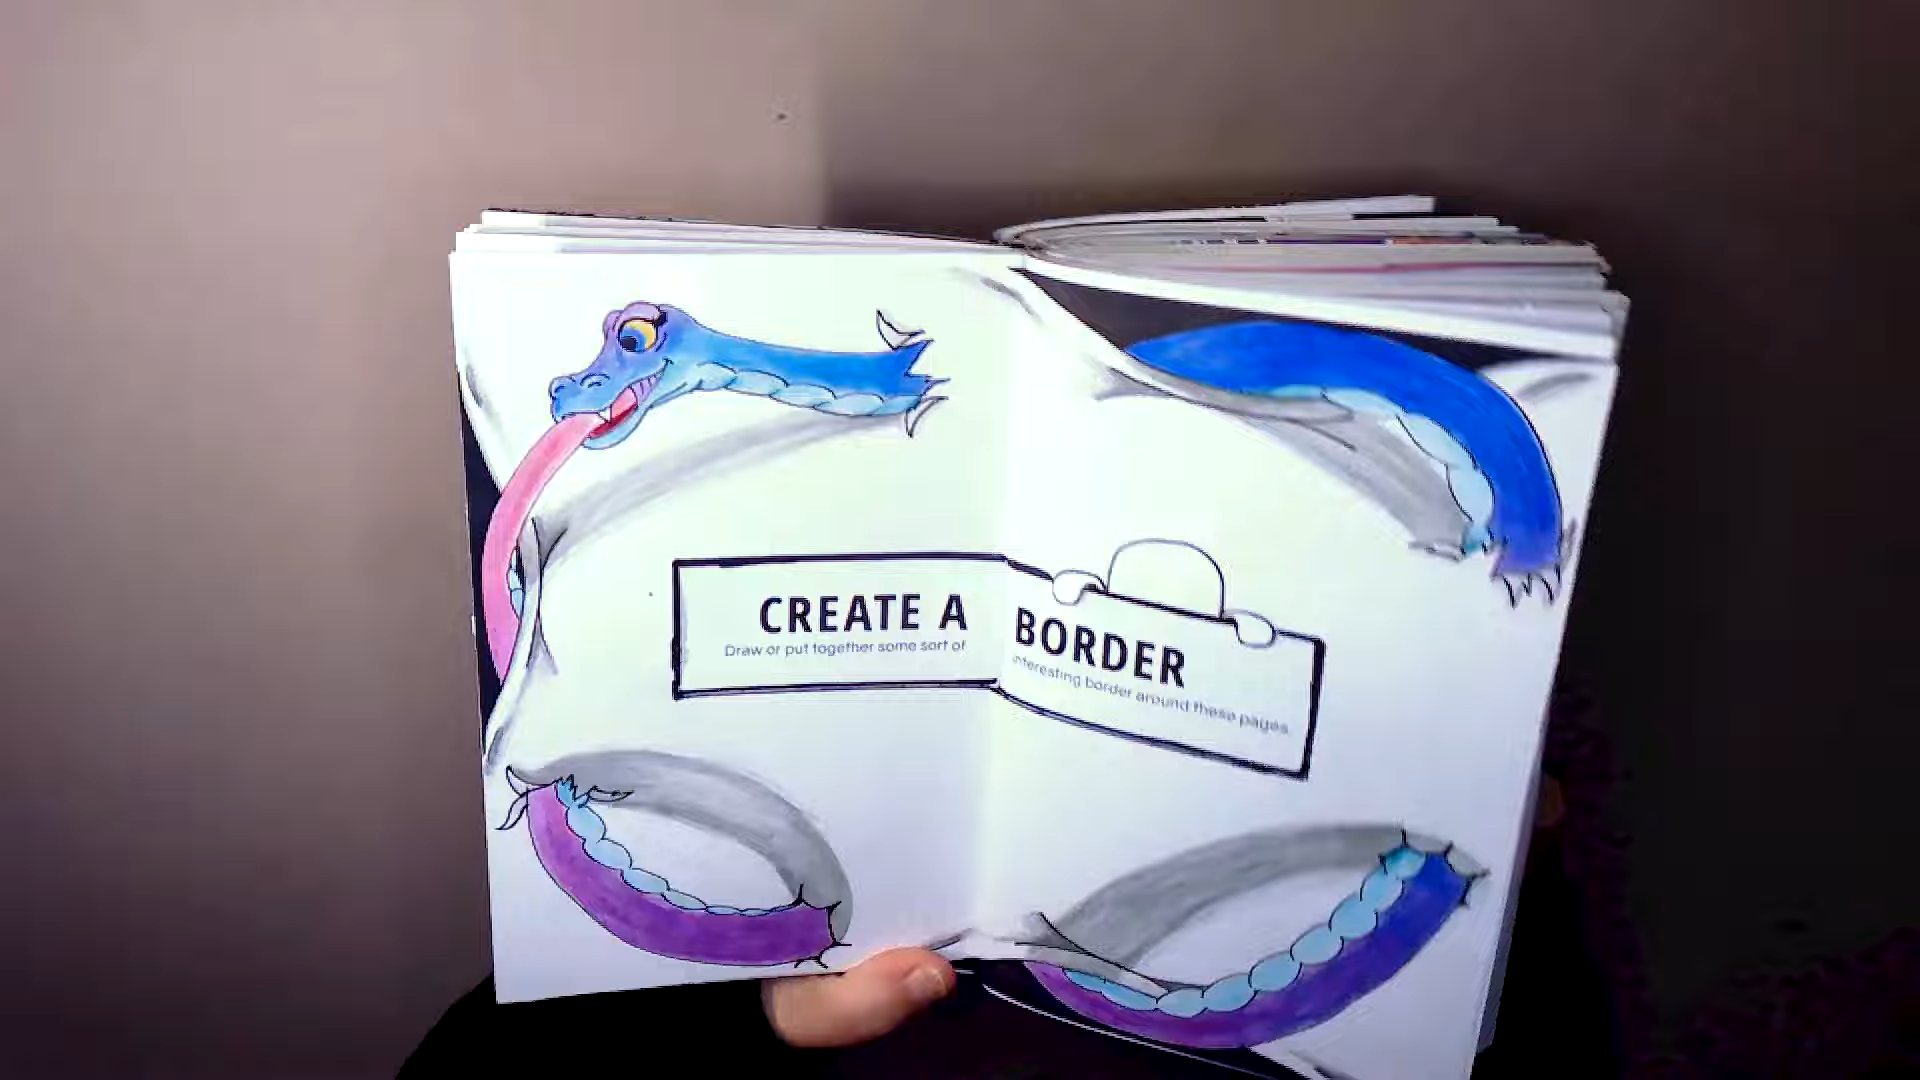 CREATE A BORDER
Draw or put together some sort of interesting border around these pages.